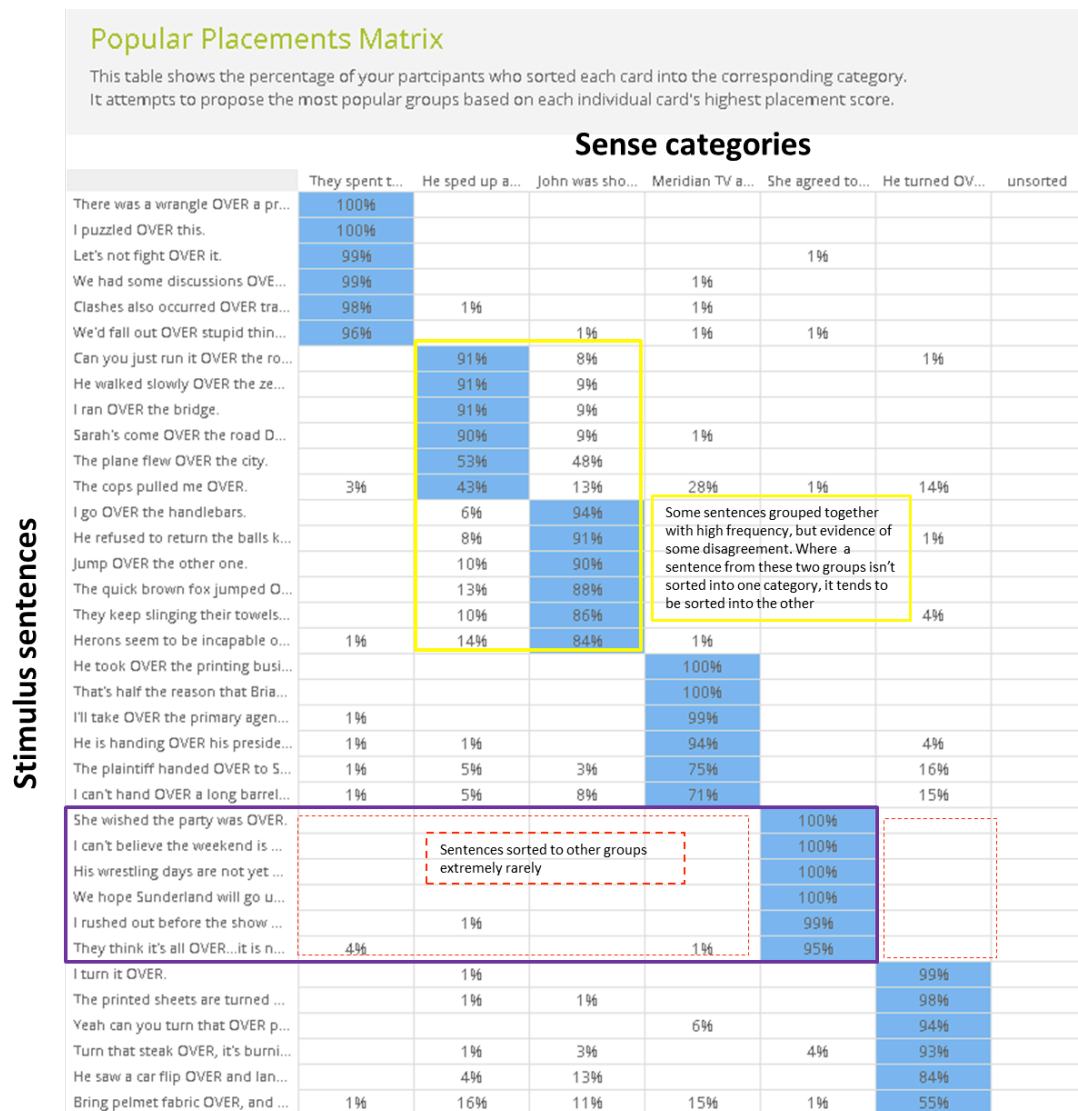 Popular Placements Matrix
This table shows the percentage of your partcipants who sorted each card into the corresponding category.
It attempts to propose the most popular groups based on each individual card's highest placement score.
Sense categories
They spent t... He sped up a... John was sho... Meridian TV a... She agreed to... He turned OV... unsorted
Stimulus sentences
There was a wrangle OVER a pr... 100%
I puzzled OVER this. 100%
Let's not fight OVER it. 99% 1%
We had some discussions OVE... 99% 1%
Clashes also occurred OVER tra... 98% 1% 1%
We'd fall out OVER stupid thin... 96% 1% 1% 1%
Can you just run it OVER the ro... 91% 8% 1%
He walked slowly OVER the ze... 91% 9%
I ran OVER the bridge. 91% 9%
Sarah's come OVER the road D... 90% 9% 1%
The plane flew OVER the city. 53% 48%
The cops pulled me OVER. 3% 43% 13% 28% 1% 14%
I go OVER the handlebars. 6% 94%
He refused to return the balls k... 8% 91% 1%
Jump OVER the other one. 10% 90%
The quick brown fox jumped O... 13% 88%
They keep slinging their towels... 10% 86% 4%
Herons seem to be incapable o... 1% 14% 84% 1%
Some sentences grouped together
with high frequency, but evidence of
some disagreement. Where a
sentence from these two groups isn't
sorted into one category, it tends to
be sorted into the other
He took OVER the printing busi... 100%
That's half the reason that Bria... 100%
I'll take OVER the primary agen... 1% 99%
He is handing OVER his preside... 1% 1% 94% 4%
The plaintiff handed OVER to S... 1% 5% 3% 75% 16%
I can't hand OVER a long barrel... 1% 5% 8% 71% 15%
She wished the party was OVER. 100%
I can't believe the weekend is ... 100%
His wrestling days are not yet ... 100%
We hope Sunderland will go u... 100%
I rushed out before the show ... 1% 99%
They think it's all OVER...it is n... 4% 1% 95%
Sentences sorted to other groups
extremely rarely
I turn it OVER. 1% 99%
The printed sheets are turned ... 1% 1% 98%
Yeah can you turn that OVER p... 6% 94%
Turn that steak OVER, it's burni... 1% 3% 4% 93%
He saw a car flip OVER and lan... 4% 13% 84%
Bring pelmet fabric OVER, and ... 1% 16% 11% 15% 1% 55%